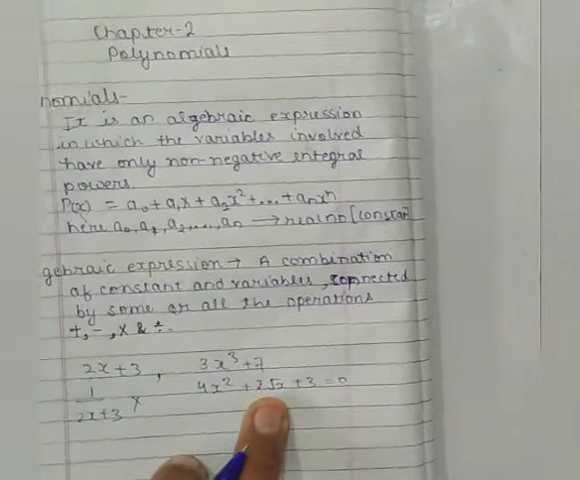 Chapter-2
Polynomials
nomials-
It is an algebraic expression
in which the variables involved
have only non-negative integral
powers.
P(x) = a₀ + a₁x + a₂x² + ... + aₙxⁿ
here a₀, a₁, a₂, ..., aₙ → real no [constan
gebraic expression → A combination
of constant and variables, connected
by some or all the operations
+, -, × & ÷.
2x+3 , 3x³+7
1/2x+3 × 4x² + 2√x + 3 = 0